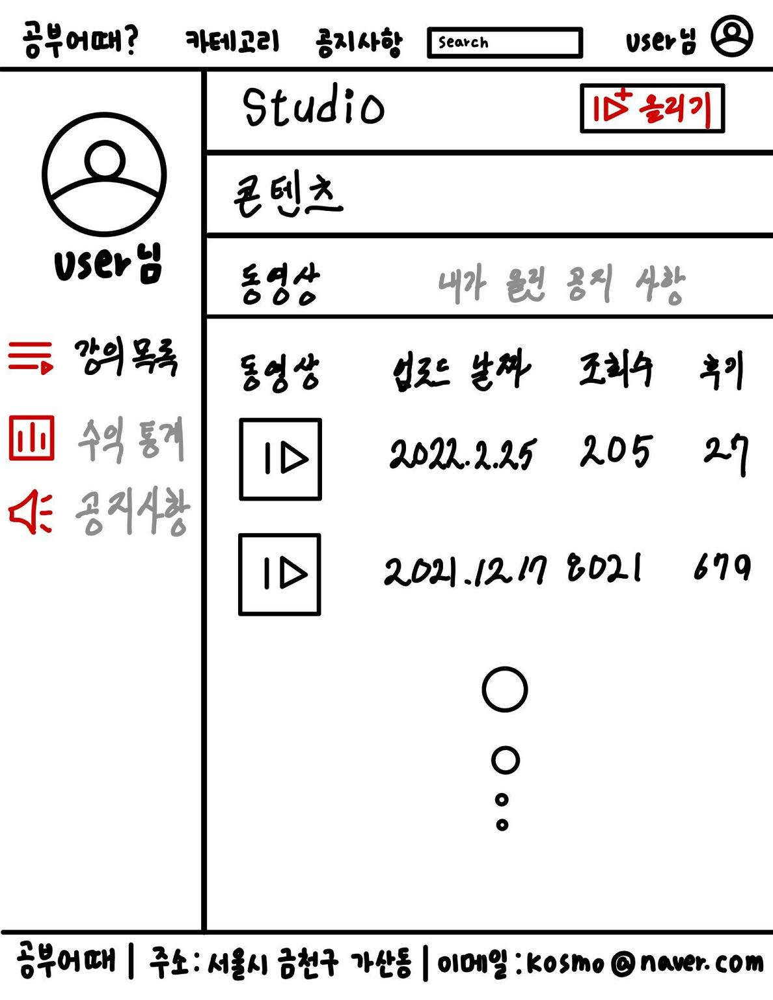 공부어때? 카테고리 공지사항 Search user님
Studio 올리기
콘텐츠
user님
동영상 내가 올린 공지 사항
강의 목록
수익 통계
공지사항
동영상 업로드 날짜 조회수 후기
2022.2.25 205 27
2021.12 17 8021 679
공부어때 | 주소: 서울시 금천구 가산동 | 이메일: kosmo@naver.com